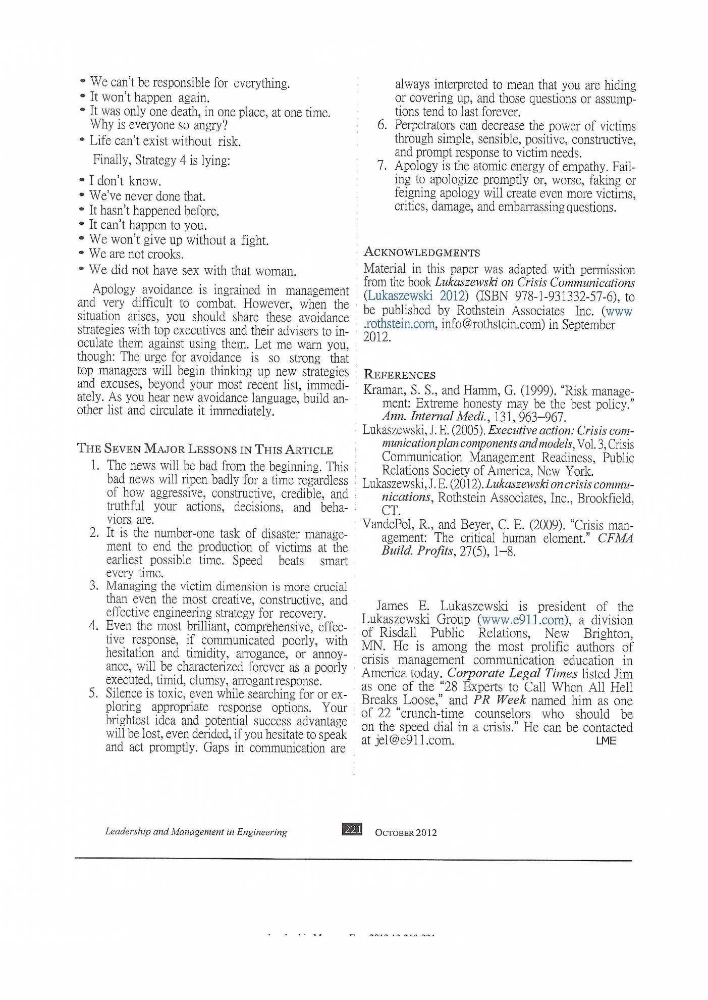 • We can't be responsible for everything.
• It won't happen again.
• It was only one death, in one place, at one time.
Why is everyone so angry?
• Life can't exist without risk.
Finally, Strategy 4 is lying:
• I don't know.
• We've never done that.
• It hasn't happened before.
• It can't happen to you.
• We won't give up without a fight.
• We are not crooks.
• We did not have sex with that woman.
Apology avoidance is ingrained in management
and very difficult to combat. However, when the
situation arises, you should share these avoidance
strategies with top executives and their advisers to in-
oculate them against using them. Let me warn you,
though: The urge for avoidance is so strong that
top managers will begin thinking up new strategies
and excuses, beyond your most recent list, immedi-
ately. As you hear new avoidance language, build an-
other list and circulate it immediately.
THE SEVEN MAJOR LESSONS IN THIS ARTICLE
1. The news will be bad from the beginning. This
bad news will ripen badly for a time regardless
of how aggressive, constructive, credible, and
truthful your actions, decisions, and beha-
viors are.
2. It is the number-one task of disaster manage-
ment to end the production of victims at the
earliest possible time. Speed beats smart
every time.
3. Managing the victim dimension is more crucial
than even the most creative, constructive, and
effective engineering strategy for recovery.
4. Even the most brilliant, comprehensive, effec-
tive response, if communicated poorly, with
hesitation and timidity, arrogance, or annoy-
ance, will be characterized forever as a poorly
executed, timid, clumsy, arrogant response.
5. Silence is toxic, even while searching for or ex-
ploring appropriate response options. Your
brightest idea and potential success advantage
will be lost, even derided, if you hesitate to speak
and act promptly. Gaps in communication are
always interpreted to mean that you are hiding
or covering up, and those questions or assump-
tions tend to last forever.
6. Perpetrators can decrease the power of victims
through simple, sensible, positive, constructive,
and prompt response to victim needs.
7. Apology is the atomic energy of empathy. Fail-
ing to apologize promptly or, worse, faking or
feigning apology will create even more victims,
critics, damage, and embarrassing questions.
ACKNOWLEDGMENTS
Material in this paper was adapted with permission
from the book Lukaszewski on Crisis Communications
(Lukaszewski 2012) (ISBN 978-1-931332-57-6), to
be published by Rothstein Associates Inc. (www
.rothstein.com, info@rothstein.com) in September
2012.
REFERENCES
Kraman, S. S., and Hamm, G. (1999). “Risk manage-
ment: Extreme honesty may be the best policy.”
Ann. Internal Medi., 131, 963–967.
Lukaszewski, J. E. (2005). Executive action: Crisis com-
munication plan components and models, Vol. 3, Crisis
Communication Management Readiness, Public
Relations Society of America, New York.
Lukaszewski, J. E. (2012). Lukaszewski on crisis commu-
nications, Rothstein Associates, Inc., Brookfield,
CT.
VandePol, R., and Beyer, C. E. (2009). “Crisis man-
agement: The critical human element.” CFMA
Build. Profits, 27(5), 1–8.
James E. Lukaszewski is president of the
Lukaszewski Group (www.e911.com), a division
of Risdall Public Relations, New Brighton,
MN. He is among the most prolific authors of
crisis management communication education in
America today. Corporate Legal Times listed Jim
as one of the “28 Experts to Call When All Hell
Breaks Loose,” and PR Week named him as one
of 22 “crunch-time counselors who should be
on the speed dial in a crisis.” He can be contacted
at jel@e911.com. LME
Leadership and Management in Engineering 221 OCTOBER 2012